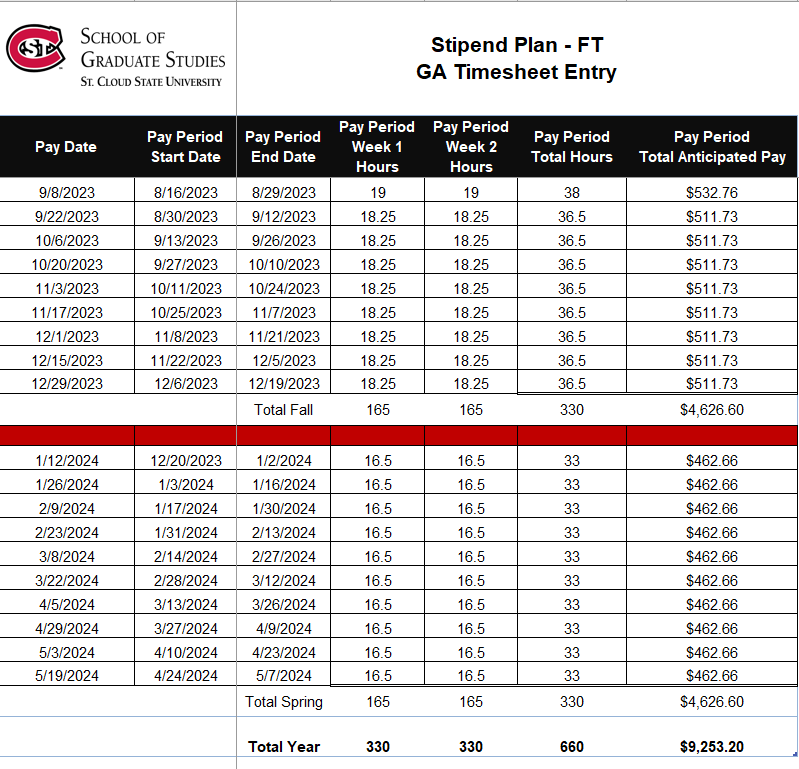 SCHOOL OF
GRADUATE STUDIES
ST. CLOUD STATE UNIVERSITY
Stipend Plan - FT
GA Timesheet Entry
Pay Date Pay Period Start Date Pay Period End Date Pay Period Week 1 Hours Pay Period Week 2 Hours Pay Period Total Hours Pay Period Total Anticipated Pay
9/8/2023 8/16/2023 8/29/2023 19 19 38 $532.76
9/22/2023 8/30/2023 9/12/2023 18.25 18.25 36.5 $511.73
10/6/2023 9/13/2023 9/26/2023 18.25 18.25 36.5 $511.73
10/20/2023 9/27/2023 10/10/2023 18.25 18.25 36.5 $511.73
11/3/2023 10/11/2023 10/24/2023 18.25 18.25 36.5 $511.73
11/17/2023 10/25/2023 11/7/2023 18.25 18.25 36.5 $511.73
12/1/2023 11/8/2023 11/21/2023 18.25 18.25 36.5 $511.73
12/15/2023 11/22/2023 12/5/2023 18.25 18.25 36.5 $511.73
12/29/2023 12/6/2023 12/19/2023 18.25 18.25 36.5 $511.73
Total Fall 165 165 330 $4,626.60
1/12/2024 12/20/2023 1/2/2024 16.5 16.5 33 $462.66
1/26/2024 1/3/2024 1/16/2024 16.5 16.5 33 $462.66
2/9/2024 1/17/2024 1/30/2024 16.5 16.5 33 $462.66
2/23/2024 1/31/2024 2/13/2024 16.5 16.5 33 $462.66
3/8/2024 2/14/2024 2/27/2024 16.5 16.5 33 $462.66
3/22/2024 2/28/2024 3/12/2024 16.5 16.5 33 $462.66
4/5/2024 3/13/2024 3/26/2024 16.5 16.5 33 $462.66
4/29/2024 3/27/2024 4/9/2024 16.5 16.5 33 $462.66
5/3/2024 4/10/2024 4/23/2024 16.5 16.5 33 $462.66
5/19/2024 4/24/2024 5/7/2024 16.5 16.5 33 $462.66
Total Spring 165 165 330 $4,626.60
Total Year 330 330 660 $9,253.20